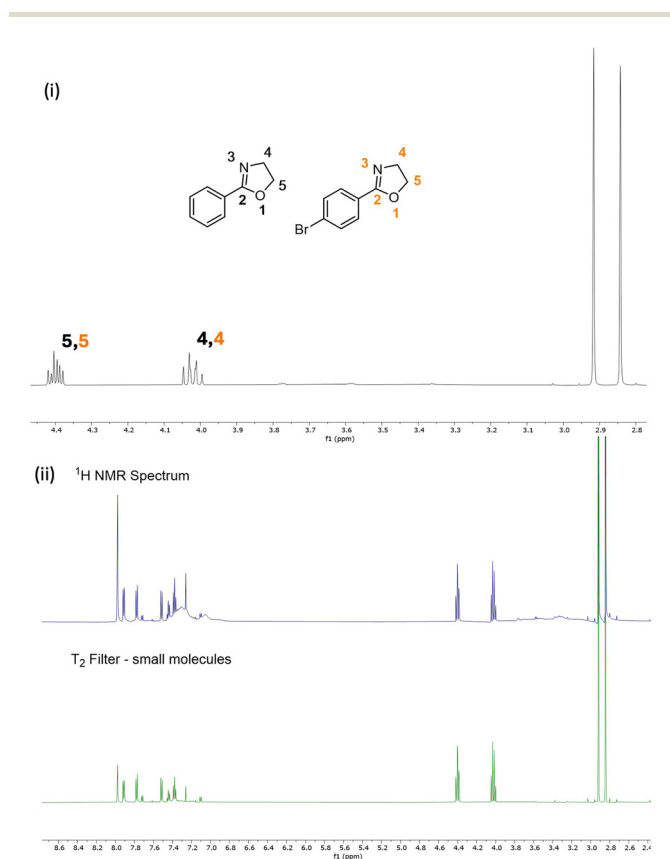 (i)
N
3
4
5
2
O
1
N
3
4
5
2
O
1
Br
5,5
4,4
4.4 4.3 4.2 4.1 4.0 3.9 3.8 3.7 3.6 3.5 3.4 3.3 3.2 3.1 3.0 2.9 2.8 2.7
f1 (ppm)
(ii) ¹H NMR Spectrum
T₂ Filter - small molecules
8.6 8.4 8.2 8.0 7.8 7.6 7.4 7.2 7.0 6.8 6.6 6.4 6.2 6.0 5.8 5.6 5.4 5.2 5.0 4.8 4.6 4.4 4.2 4.0 3.8 3.6 3.4 3.2 3.0 2.8 2.6 2.4
f1 (ppm)